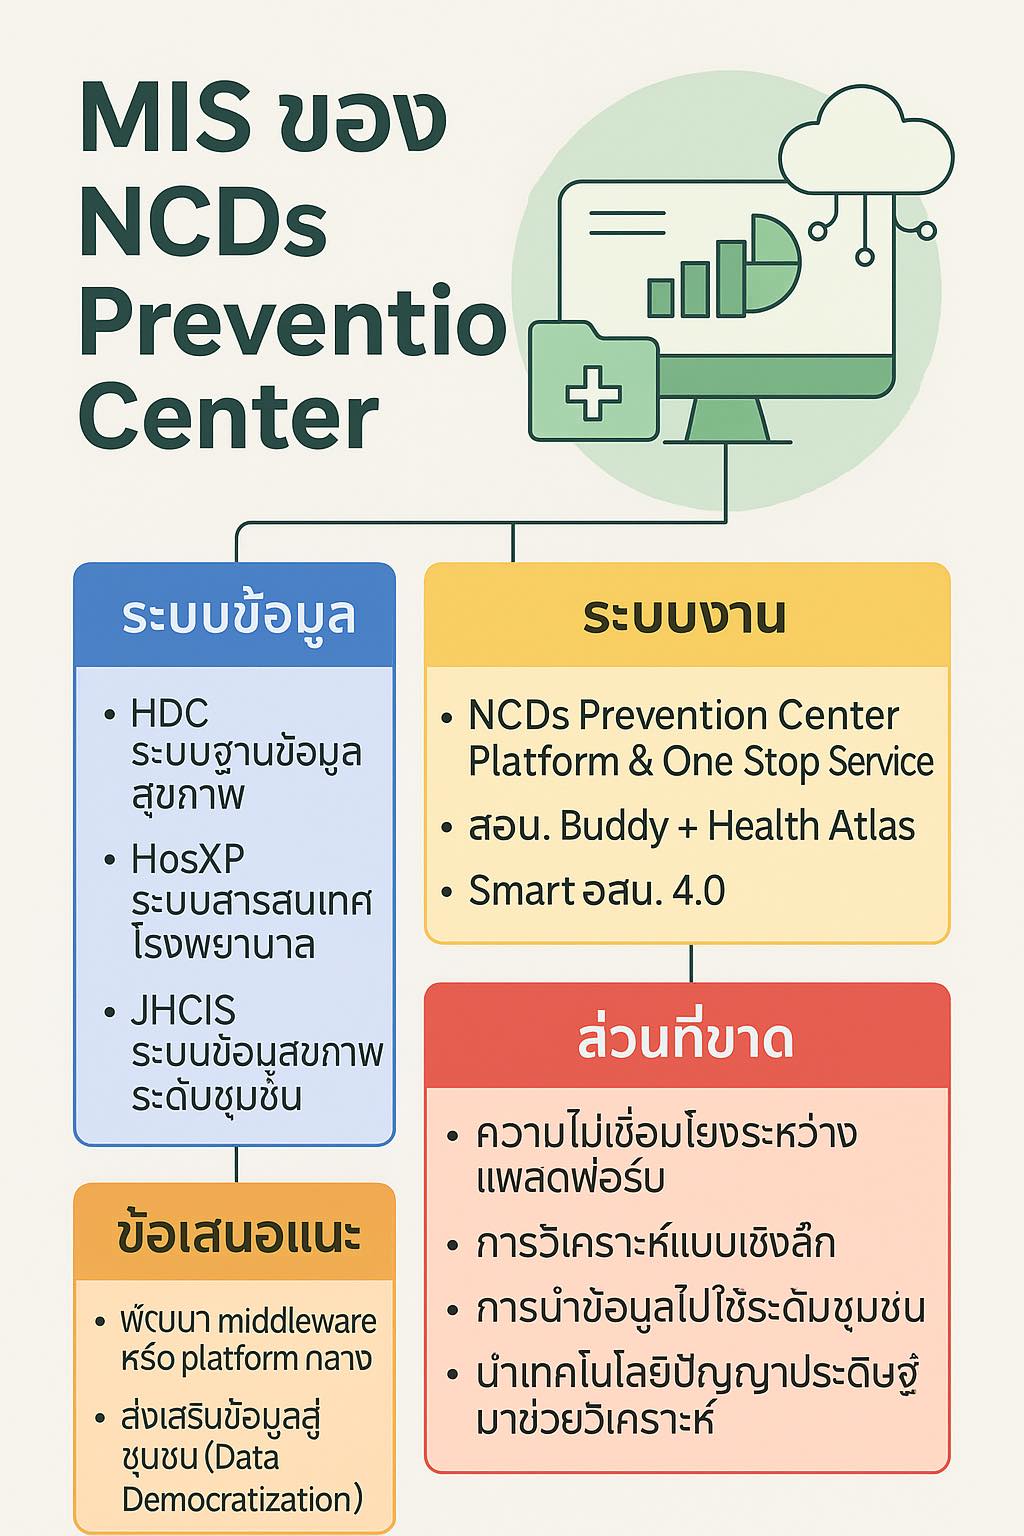 MIS ของ
NCDs
Preventio
Center
ระบบข้อมูล
• HDC
ระบบฐานข้อมูล
สุขภาพ
• HosXP
ระบบสารสนเทศ
โรงพยานาล
• JHCIS
ระบนข้อนูสขภาพ
ระดับชุมชัน
ข้อเสนอแนะ
• พัฒนา middleware
หรือ platform กลาง
• ส่งเสรินข้อมูลสู่
ชุนชน (Data
Democratization)
ระบบงาน
• NCDs Prevention Center
Platform & One Stop Service
• สอน. Buddy + Health Atlas
• Smart อสน. 4.0
ส่วนที่ขาด
• ความไม่เชื่อมโยงระหว่าง
แพลดฟอร์บ
• การวิเคราะห์แบบเชิงลึก
• การนำข้อนูลไปใช้ระดัมชุมชน
• นำเทคโนโลยิปัญญาประดิษฐ์
มาช่วยวิเคราะห์